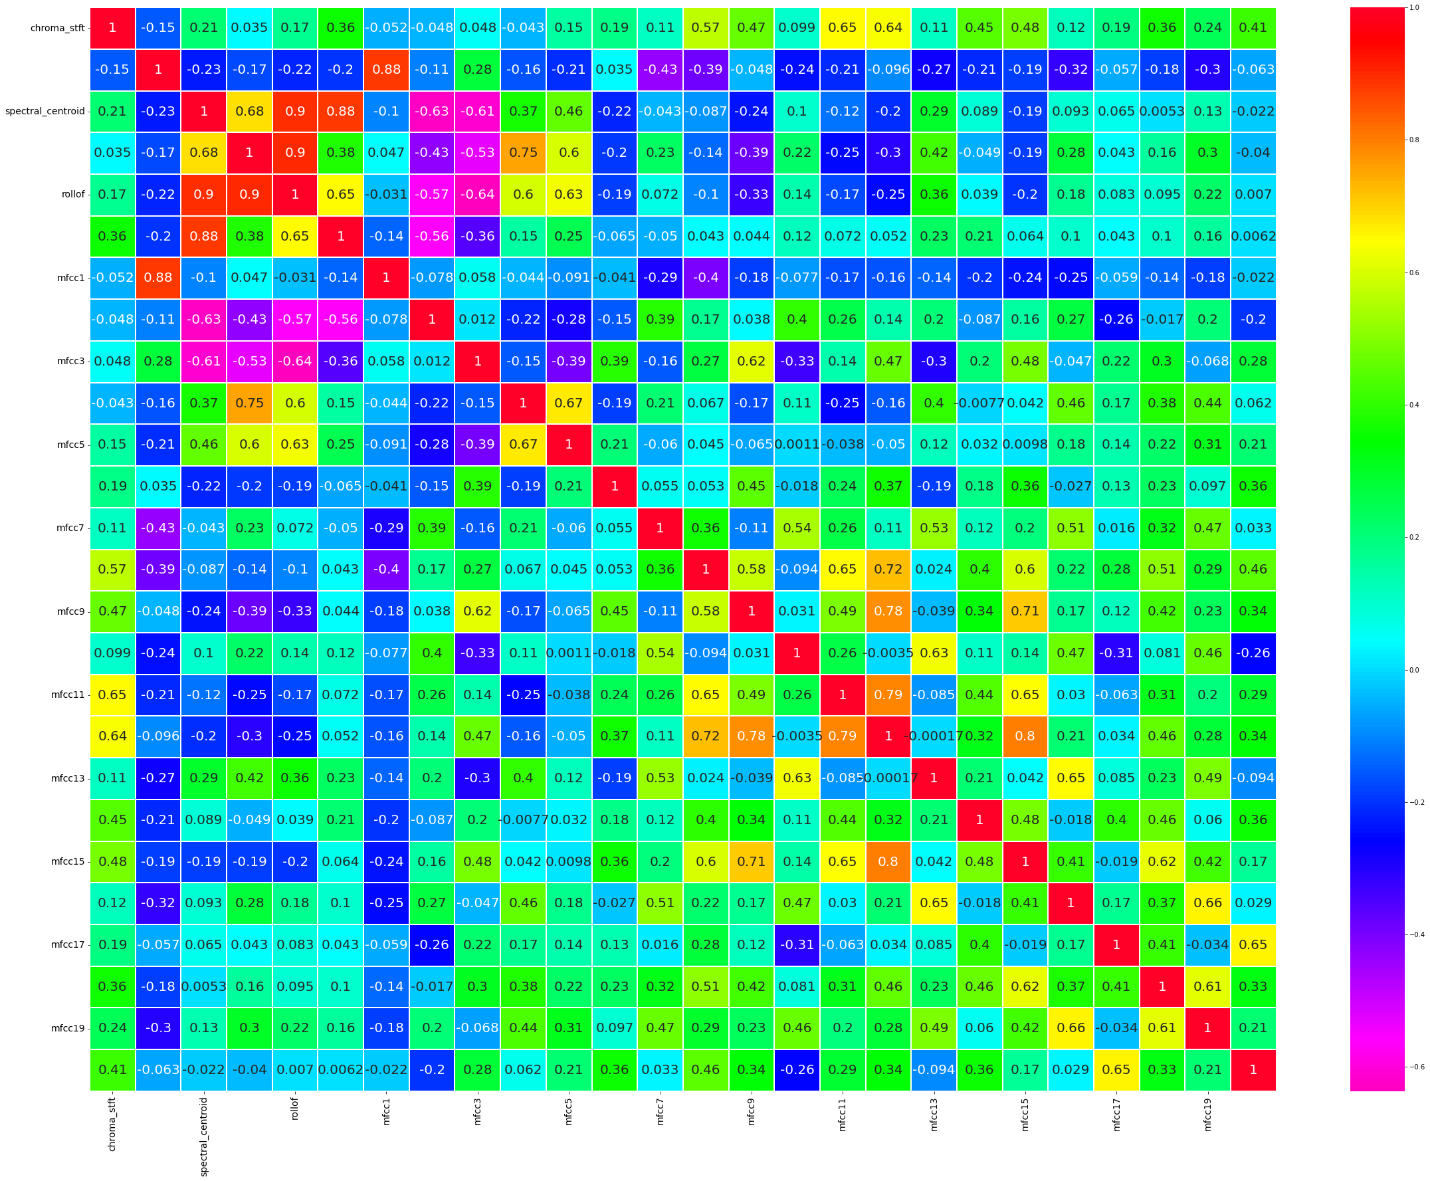 chroma_stft 1 -0.15 0.21 0.035 0.17 0.36 -0.052 -0.048 0.048 -0.043 0.15 0.19 0.11 0.57 0.47 0.099 0.65 0.64 0.11 0.45 0.48 0.12 0.19 0.36 0.24 0.41 1.0
-0.15 1 -0.23 -0.17 -0.22 -0.2 0.88 -0.11 0.28 -0.16 -0.21 0.035 -0.43 -0.39 -0.048 -0.24 -0.21 -0.096 -0.27 -0.21 -0.19 -0.32 -0.057 -0.18 -0.3 -0.063
spectral_centroid 0.21 -0.23 1 0.68 0.9 0.88 -0.1 -0.63 -0.61 0.37 0.46 -0.22 -0.043 -0.087 -0.24 0.1 -0.12 -0.2 0.29 0.089 -0.19 0.093 0.065 0.0053 0.13 -0.022
0.035 -0.17 0.68 1 0.9 0.38 0.047 -0.43 -0.53 0.75 0.6 -0.2 0.23 -0.14 -0.39 0.22 -0.25 -0.3 0.42 -0.049 -0.19 0.28 0.043 0.16 0.3 -0.04 0.8
rollof 0.17 -0.22 0.9 0.9 1 0.65 -0.031 -0.57 -0.64 0.6 0.63 -0.19 0.072 -0.1 -0.33 0.14 -0.17 -0.25 0.36 0.039 -0.2 0.18 0.083 0.095 0.22 0.007
0.36 -0.2 0.88 0.38 0.65 1 -0.14 -0.56 -0.36 0.15 0.25 -0.065 -0.05 0.043 0.044 0.12 0.072 0.052 0.23 0.21 0.064 0.1 0.043 0.1 0.16 0.0062
mfcc1 -0.052 0.88 -0.1 0.047 -0.031 -0.14 1 -0.078 0.058 -0.044 -0.091 -0.041 -0.29 -0.4 -0.18 -0.077 -0.17 -0.16 -0.14 -0.2 -0.24 -0.25 -0.059 -0.14 -0.18 -0.022 0.6
-0.048 -0.11 -0.63 -0.43 -0.57 -0.56 -0.078 1 0.012 -0.22 -0.28 -0.15 0.39 0.17 0.038 0.4 0.26 0.14 0.2 -0.087 0.16 0.27 -0.26 -0.017 0.2 -0.2
mfcc3 0.048 0.28 -0.61 -0.53 -0.64 -0.36 0.058 0.012 1 -0.15 -0.39 0.39 -0.16 0.27 0.62 -0.33 0.14 0.47 -0.3 0.2 0.48 -0.047 0.22 0.3 -0.068 0.28
-0.043 -0.16 0.37 0.75 0.6 0.15 -0.044 -0.22 -0.15 1 0.67 -0.19 0.21 0.067 -0.17 0.11 -0.25 -0.16 0.4 -0.0077 0.042 0.46 0.17 0.38 0.44 0.062 0.4
mfcc5 0.15 -0.21 0.46 0.6 0.63 0.25 -0.091 -0.28 -0.39 0.67 1 0.21 -0.06 0.045 -0.065 0.0011 -0.038 -0.05 0.12 0.032 0.0098 0.18 0.14 0.22 0.31 0.21
0.19 0.035 -0.22 -0.2 -0.19 -0.065 -0.041 -0.15 0.39 -0.19 0.21 1 0.055 0.053 0.45 -0.018 0.24 0.37 -0.19 0.18 0.36 -0.027 0.13 0.23 0.097 0.36
mfcc7 0.11 -0.43 -0.043 0.23 0.072 -0.05 -0.29 0.39 -0.16 0.21 -0.06 0.055 1 0.36 -0.11 0.54 0.26 0.11 0.53 0.12 0.2 0.51 0.016 0.32 0.47 0.033 0.2
0.57 -0.39 -0.087 -0.14 -0.1 0.043 -0.4 0.17 0.27 0.067 0.045 0.053 0.36 1 0.58 -0.094 0.65 0.72 0.024 0.4 0.6 0.22 0.28 0.51 0.29 0.46
mfcc9 0.47 -0.048 -0.24 -0.39 -0.33 0.044 -0.18 0.038 0.62 -0.17 -0.065 0.45 -0.11 0.58 1 0.031 0.49 0.78 -0.039 0.34 0.71 0.17 0.12 0.42 0.23 0.34
0.099 -0.24 0.1 0.22 0.14 0.12 -0.077 0.4 -0.33 0.11 0.0011 -0.018 0.54 -0.094 0.031 1 0.26 -0.0035 0.63 0.11 0.14 0.47 -0.31 0.081 0.46 -0.26 0.0
mfcc11 0.65 -0.21 -0.12 -0.25 -0.17 0.072 -0.17 0.26 0.14 -0.25 -0.038 0.24 0.26 0.65 0.49 0.26 1 0.79 -0.085 0.44 0.65 0.03 -0.063 0.31 0.2 0.29
0.64 -0.096 -0.2 -0.3 -0.25 0.052 -0.16 0.14 0.47 -0.16 -0.05 0.37 0.11 0.72 0.78 -0.0035 0.79 1 -0.00017 0.32 0.8 0.21 0.034 0.46 0.28 0.34
mfcc13 0.11 -0.27 0.29 0.42 0.36 0.23 -0.14 0.2 -0.3 0.4 0.12 -0.19 0.53 0.024 -0.039 0.63 -0.085 -0.00017 1 0.21 0.042 0.65 0.085 0.23 0.49 -0.094
0.45 -0.21 0.089 -0.049 0.039 0.21 -0.2 -0.087 0.2 -0.0077 0.032 0.18 0.12 0.4 0.34 0.11 0.44 0.32 0.21 1 0.48 -0.018 0.4 0.46 0.06 0.36 −0.2
mfcc15 0.48 -0.19 -0.19 -0.19 -0.2 0.064 -0.24 0.16 0.48 0.042 0.0098 0.36 0.2 0.6 0.71 0.14 0.65 0.8 0.042 0.48 1 0.41 -0.019 0.62 0.42 0.17
0.12 -0.32 0.093 0.28 0.18 0.1 -0.25 0.27 -0.047 0.46 0.18 -0.027 0.51 0.22 0.17 0.47 0.03 0.21 0.65 -0.018 0.41 1 0.17 0.37 0.66 0.029
mfcc17 0.19 -0.057 0.065 0.043 0.083 0.043 -0.059 -0.26 0.22 0.17 0.14 0.13 0.016 0.28 0.12 -0.31 -0.063 0.034 0.085 0.4 -0.019 0.17 1 0.41 -0.034 0.65 −0.4
0.36 -0.18 0.0053 0.16 0.095 0.1 -0.14 -0.017 0.3 0.38 0.22 0.23 0.32 0.51 0.42 0.081 0.31 0.46 0.23 0.46 0.62 0.37 0.41 1 0.61 0.33
mfcc19 0.24 -0.3 0.13 0.3 0.22 0.16 -0.18 0.2 -0.068 0.44 0.31 0.097 0.47 0.29 0.23 0.46 0.2 0.28 0.49 0.06 0.42 0.66 -0.034 0.61 1 0.21
0.41 -0.063 -0.022 -0.04 0.007 0.0062 -0.022 -0.2 0.28 0.062 0.21 0.36 0.033 0.46 0.34 -0.26 0.29 0.34 -0.094 0.36 0.17 0.029 0.65 0.33 0.21 1 −0.6
chroma_stft spectral_centroid rollof mfcc1 mfcc3 mfcc5 mfcc7 mfcc9 mfcc11 mfcc13 mfcc15 mfcc17 mfcc19